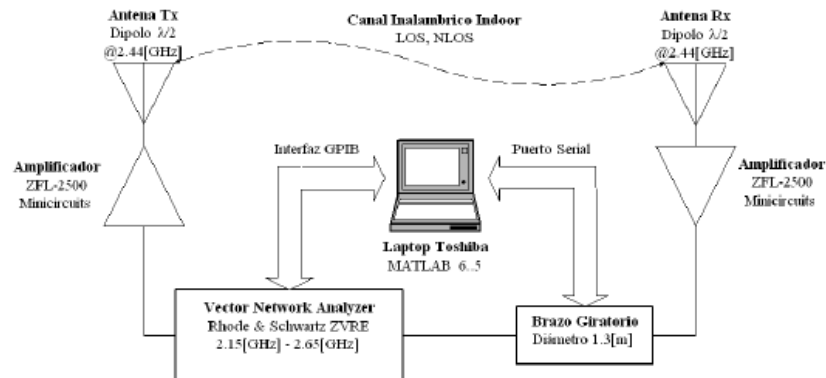 Antena Tx
Dipolo λ/2
@2.44[GHz]
Canal Inalambrico Indoor
LOS, NLOS
Antena Rx
Dipolo λ/2
@2.44[GHz]
Interfaz GPIB
Puerto Serial
Amplificador
ZFL-2500
Minicircuits
Amplificador
ZFL-2500
Minicircuits
Laptop Toshiba
MATLAB 6..5
Vector Network Analyzer
Rhode & Schwartz ZVRE
2.15[GHz] - 2.65[GHz]
Brazo Giratorio
Diámetro 1.3[m]